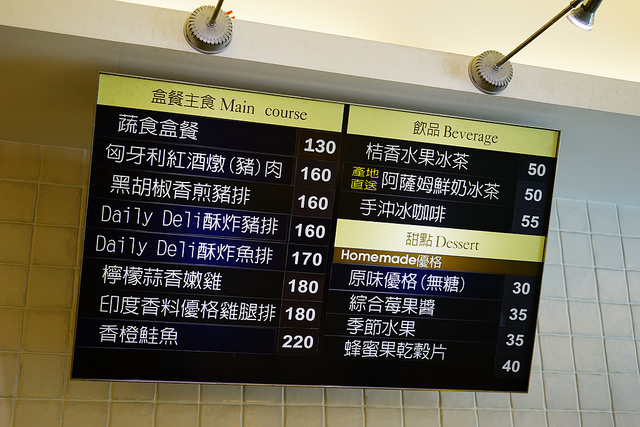 盒餐主食 Main course
蔬食盒餐 130
匈牙利紅酒燉(豬)肉 160
黑胡椒香煎豬排 160
Daily Deli酥炸豬排 160
Daily Deli酥炸魚排 170
檸檬蒜香嫩雞 180
印度香料優格雞腿排 180
香橙鮭魚 220
飲品 Beverage
桔香水果冰茶 50
產地直送 阿薩姆鮮奶冰茶 50
手沖冰咖啡 55
甜點 Dessert
Homemade優格
原味優格(無糖) 30
綜合莓果醬 35
季節水果 35
蜂蜜果乾穀片 40